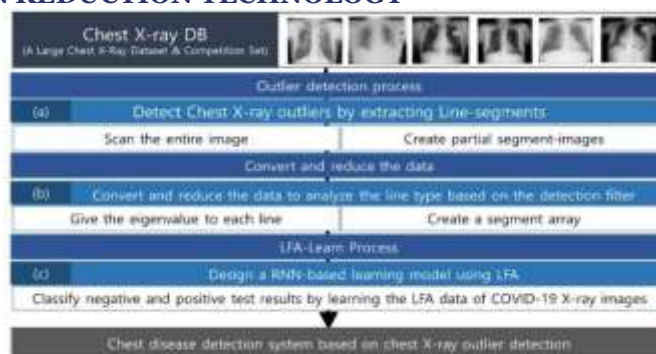 REDUCTION TECHNOLOGY
Chest X-ray DB
(A Large Chest X-Ray Dataset & Competition Set)
Outlier detection process
(a) Detect Chest X-ray outliers by extracting Line-segments
Scan the entire image Create partial segment-images
Convert and reduce the data
(b) Convert and reduce the data to analyze the line type based on the detection filter
Give the eigenvalue to each line Create a segment array
LFA-Learn Process
(c) Design a RNN-based learning model using LFA
Classify negative and positive test results by learning the LFA data of COVID-19 X-ray images
Chest disease detection system based on chest X-ray outlier detection